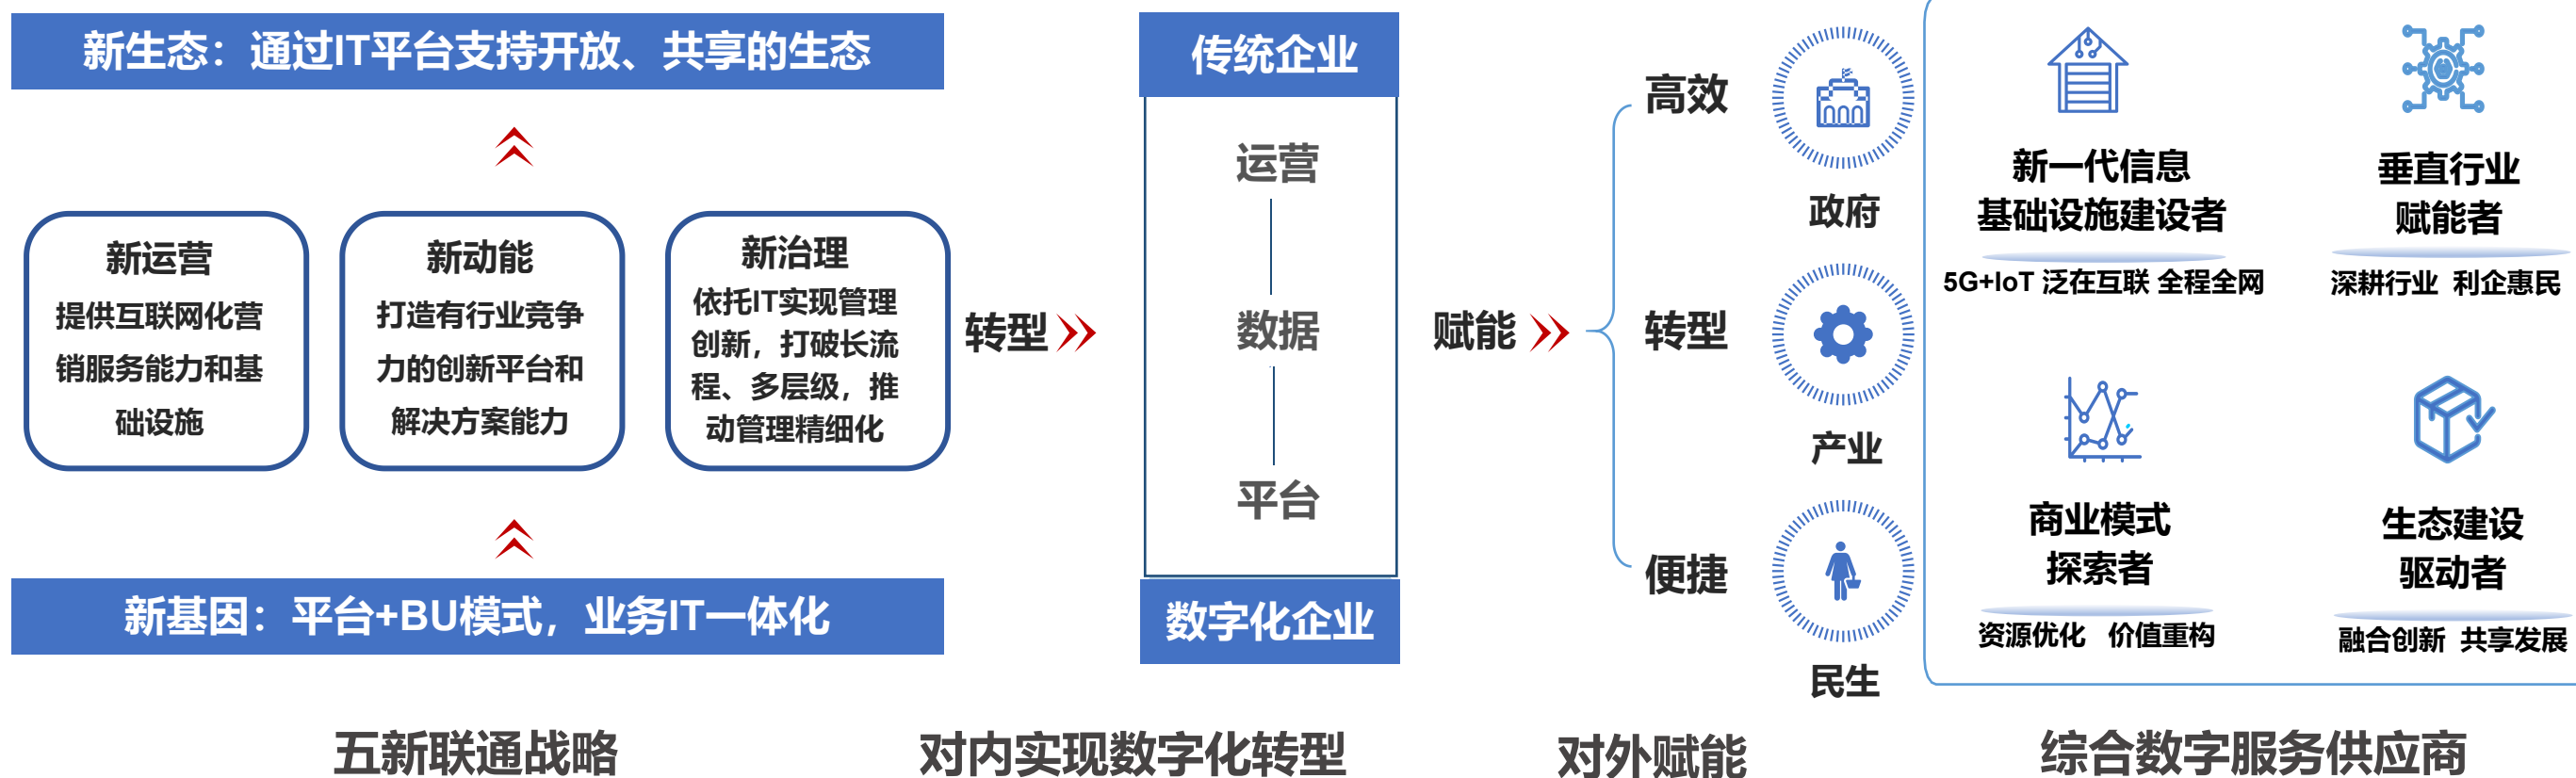 新生态：通过IT平台支持开放、共享的生态
新运营
提供互联网化营
销服务能力和基
础设施
新动能
打造有行业竞争
力的创新平台和
解决方案能力
新治理
依托IT实现管理
创新，打破长流
程、多层级，推
动管理精细化
新基因：平台+BU模式，业务IT一体化
五新联通战略
转型
传统企业
运营
数据
平台
数字化企业
对内实现数字化转型
赋能
高效
政府
转型
产业
便捷
民生
对外赋能
新一代信息
基础设施建设者
5G+IoT 泛在互联 全程全网
垂直行业
赋能者
深耕行业 利企惠民
商业模式
探索者
资源优化 价值重构
生态建设
驱动者
融合创新 共享发展
综合数字服务供应商